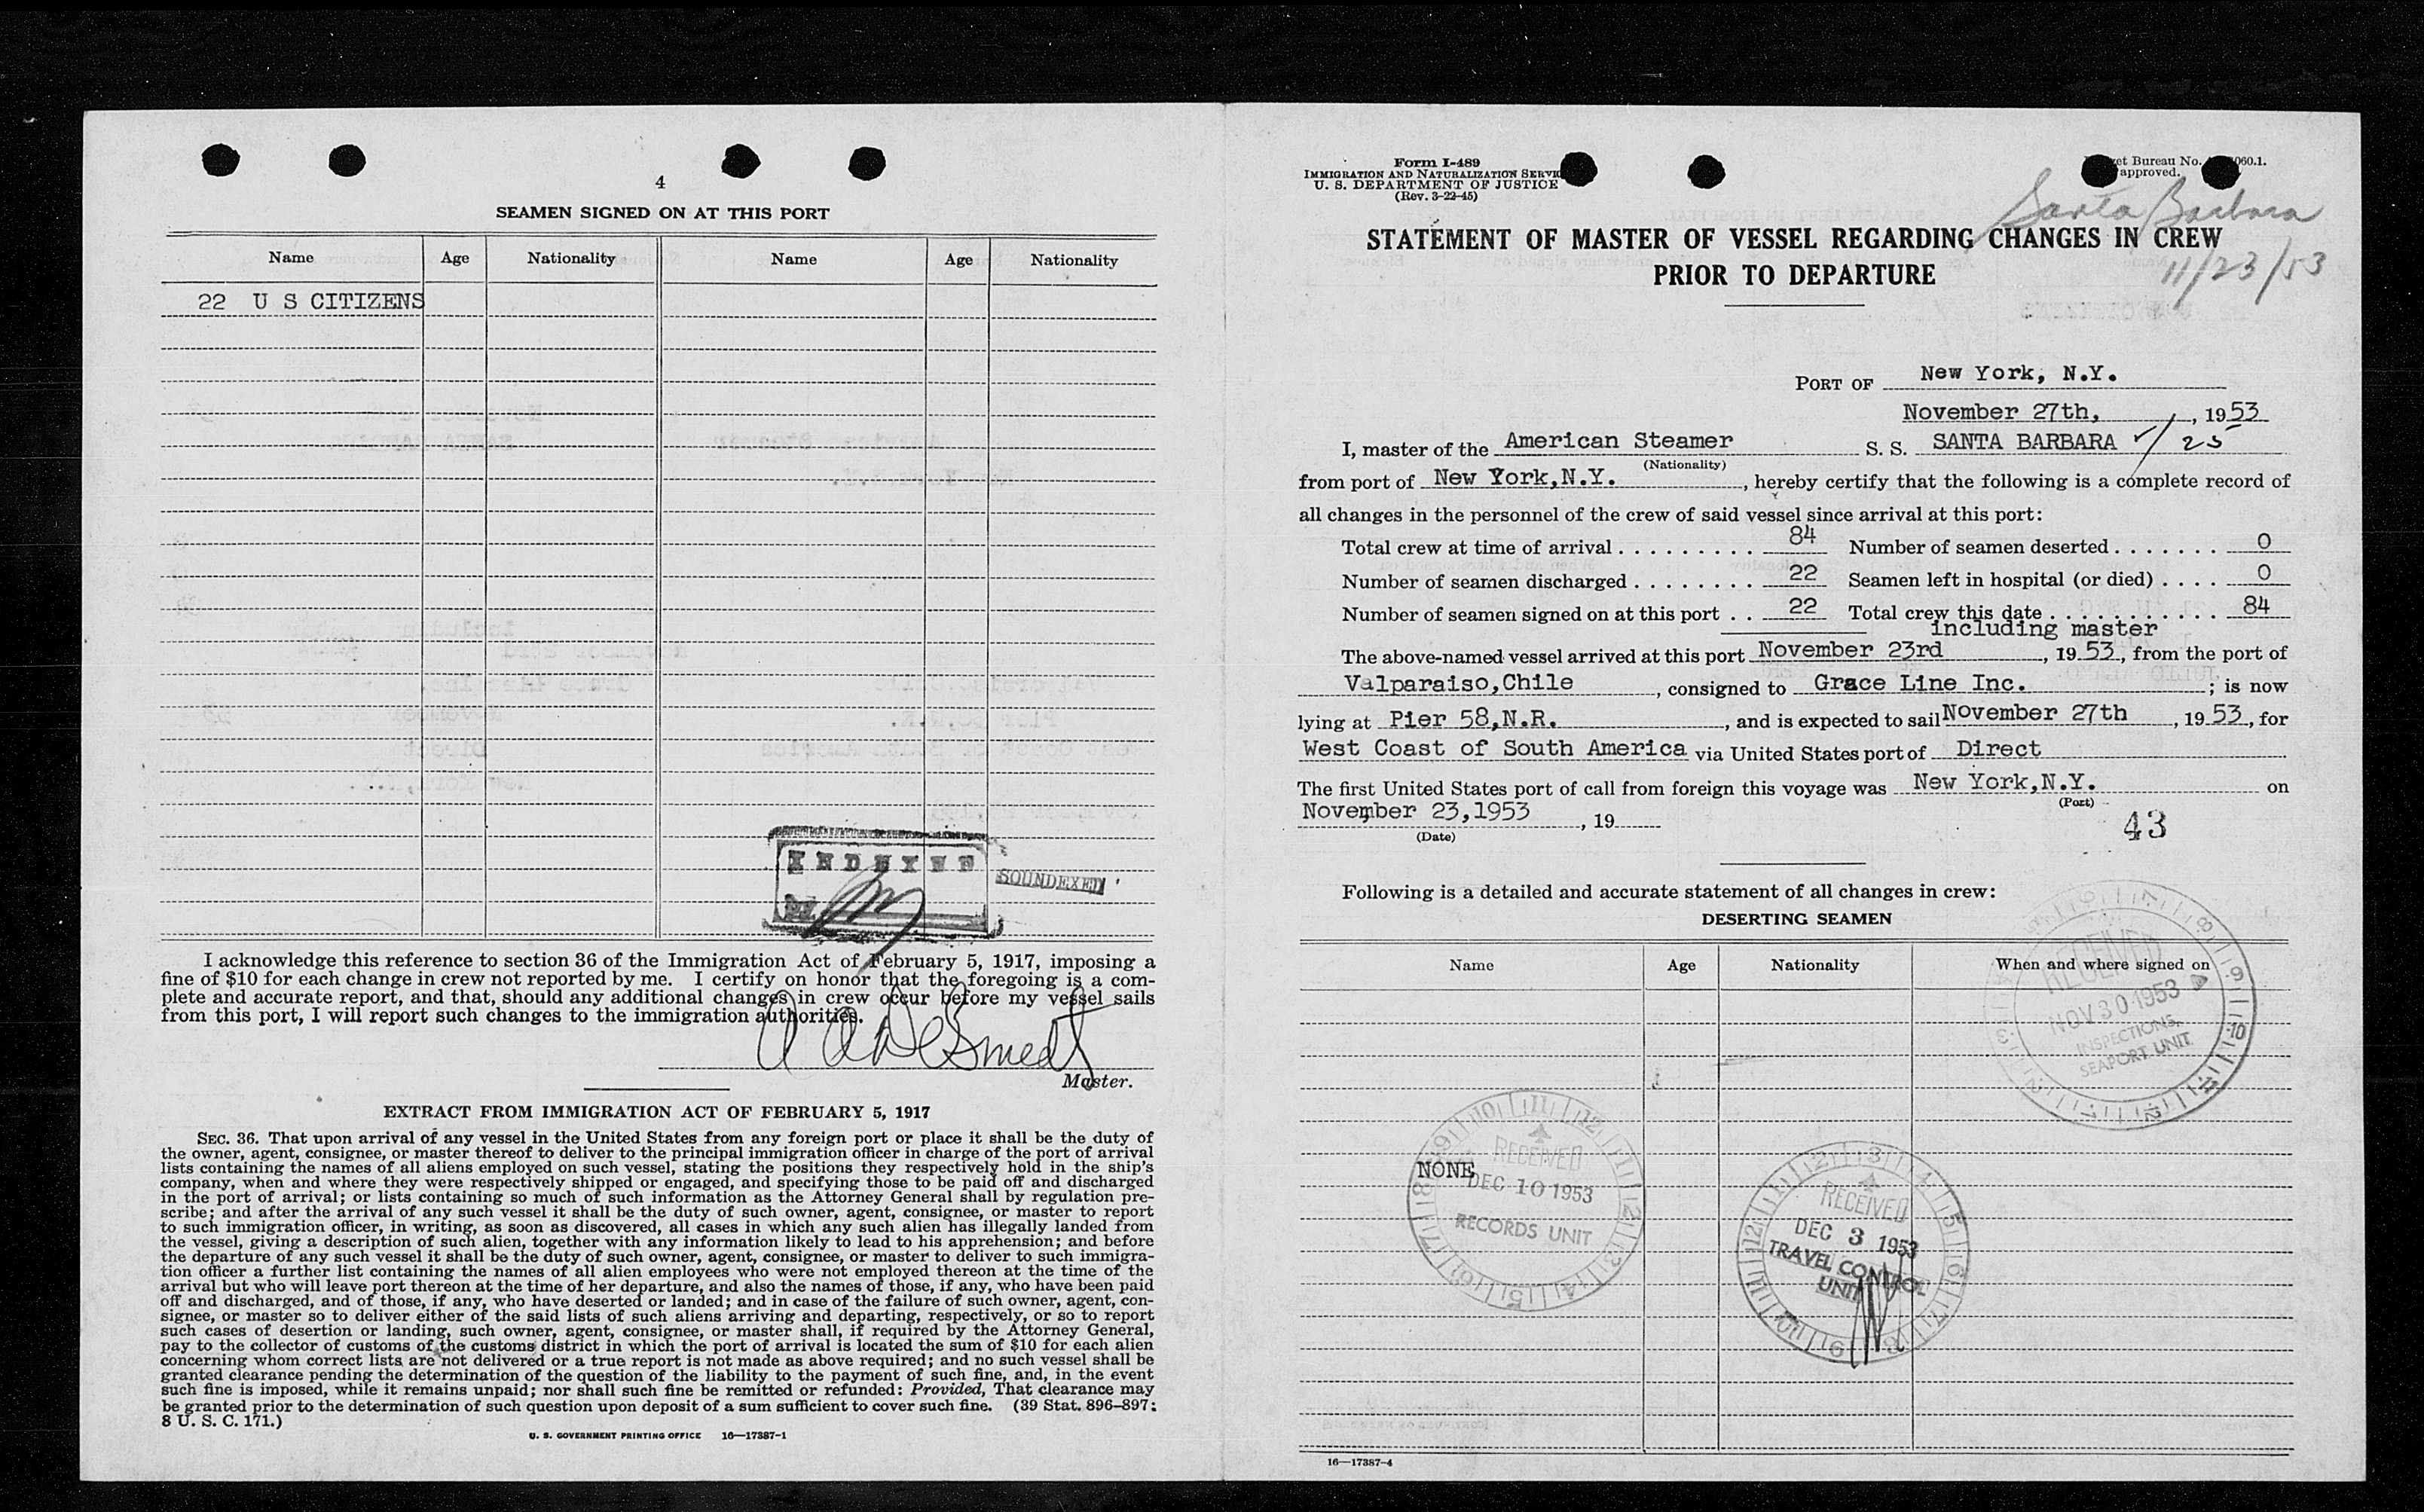 4
SEAMEN SIGNED ON AT THIS PORT
Name Age Nationality Name Age Nationality
22 U S CITIZENS
INDEXED
SOUNDEXED
I acknowledge this reference to section 36 of the Immigration Act of February 5, 1917, imposing a
fine of $10 for each change in crew not reported by me. I certify on honor that the foregoing is a com-
plete and accurate report, and that, should any additional changes in crew occur before my vessel sails
from this port, I will report such changes to the immigration authorities.
Master.
EXTRACT FROM IMMIGRATION ACT OF FEBRUARY 5, 1917
SEC. 36. That upon arrival of any vessel in the United States from any foreign port or place it shall be the duty of
the owner, agent, consignee, or master thereof to deliver to the principal immigration officer in charge of the port of arrival
lists containing the names of all aliens employed on such vessel, stating the positions they respectively hold in the ship's
company, when and where they were respectively shipped or engaged, and specifying those to be paid off and discharged
in the port of arrival; or lists containing so much of such information as the Attorney General shall by regulation pre-
scribe; and after the arrival of any such vessel it shall be the duty of such owner, agent, consignee, or master to report
to such immigration officer, in writing, as soon as discovered, all cases in which any such alien has illegally landed from
the vessel, giving a description of such alien, together with any information likely to lead to his apprehension; and before
the departure of any such vessel it shall be the duty of such owner, agent, consignee, or master to deliver to such immigra-
tion officer a further list containing the names of all alien employees who were not employed thereon at the time of the
arrival but who will leave port thereon at the time of her departure, and also the names of those, if any, who have been paid
off and discharged, and of those, if any, who have deserted or landed; and in case of the failure of such owner, agent, con-
signee, or master so to deliver either of the said lists of such aliens arriving and departing, respectively, or so to report
such cases of desertion or landing, such owner, agent, consignee, or master shall, if required by the Attorney General,
pay to the collector of customs of the customs district in which the port of arrival is located the sum of $10 for each alien
concerning whom correct lists are not delivered or a true report is not made as above required; and no such vessel shall be
granted clearance pending the determination of the question of the liability to the payment of such fine, and, in the event
such fine is imposed, while it remains unpaid; nor shall such fine be remitted or refunded: Provided, That clearance may
be granted prior to the determination of such question upon deposit of a sum sufficient to cover such fine. (39 Stat. 896–897;
8 U. S. C. 171.)
U. S. GOVERNMENT PRINTING OFFICE 16—17387-1
Form I-489
IMMIGRATION AND NATURALIZATION
U. S. DEPARTMENT OF JUSTICE
(Rev. 3-22-45)
Bureau No. 060.1.
approved.
Santa Barbara
11/23/53
STATEMENT OF MASTER OF VESSEL REGARDING CHANGES IN CREW
PRIOR TO DEPARTURE
PORT OF New York, N.Y.
November 27th, , 1953
I, master of the American Steamer S. S. SANTA BARBARA ✓ 25
(Nationality)
from port of New York,N.Y. , hereby certify that the following is a complete record of
all changes in the personnel of the crew of said vessel since arrival at this port:
Total crew at time of arrival 84 Number of seamen deserted 0
Number of seamen discharged 22 Seamen left in hospital (or died) 0
Number of seamen signed on at this port 22 Total crew this date 84
including master
The above-named vessel arrived at this port November 23rd , 1953, from the port of
Valparaiso,Chile , consigned to Grace Line Inc. ; is now
lying at Pier 58,N.R. , and is expected to sail November 27th , 1953, for
West Coast of South America via United States port of Direct
The first United States port of call from foreign this voyage was New York,N.Y. on
(Port)
November 23,1953 , 19
(Date)
43
Following is a detailed and accurate statement of all changes in crew:
DESERTING SEAMEN
Name Age Nationality When and where signed on
RECEIVED
NOV 30 1953
INSPECTIONS,
SEAPORT UNIT
NONE
RECEIVED
DEC 10 1953
RECORDS UNIT
RECEIVED
DEC 3 1953
TRAVEL CONTROL
UNIT
16—17387-4